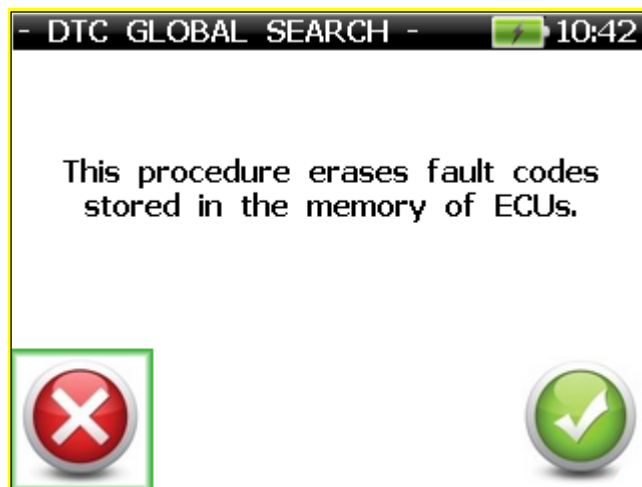 - DTC GLOBAL SEARCH - 10:42
This procedure erases fault codes
stored in the memory of ECUs.